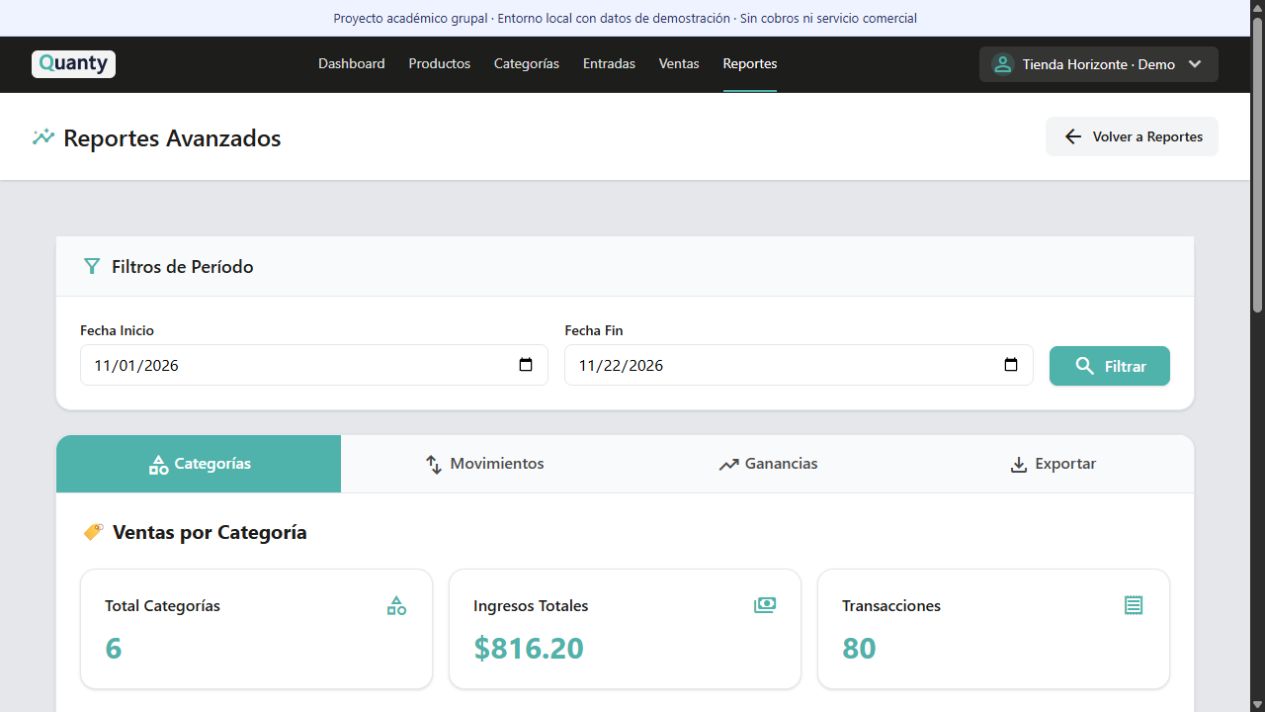 Proyecto académico grupal · Entorno local con datos de demostración · Sin cobros ni servicio comercial
Quanty
Dashboard Productos Categorías Entradas Ventas Reportes
Tienda Horizonte · Demo
Reportes Avanzados
Volver a Reportes
Filtros de Período
Fecha Inicio Fecha Fin
11/01/2026 11/22/2026 Filtrar
Categorías Movimientos Ganancias Exportar
Ventas por Categoría
Total Categorías Ingresos Totales Transacciones
6 $816.20 80